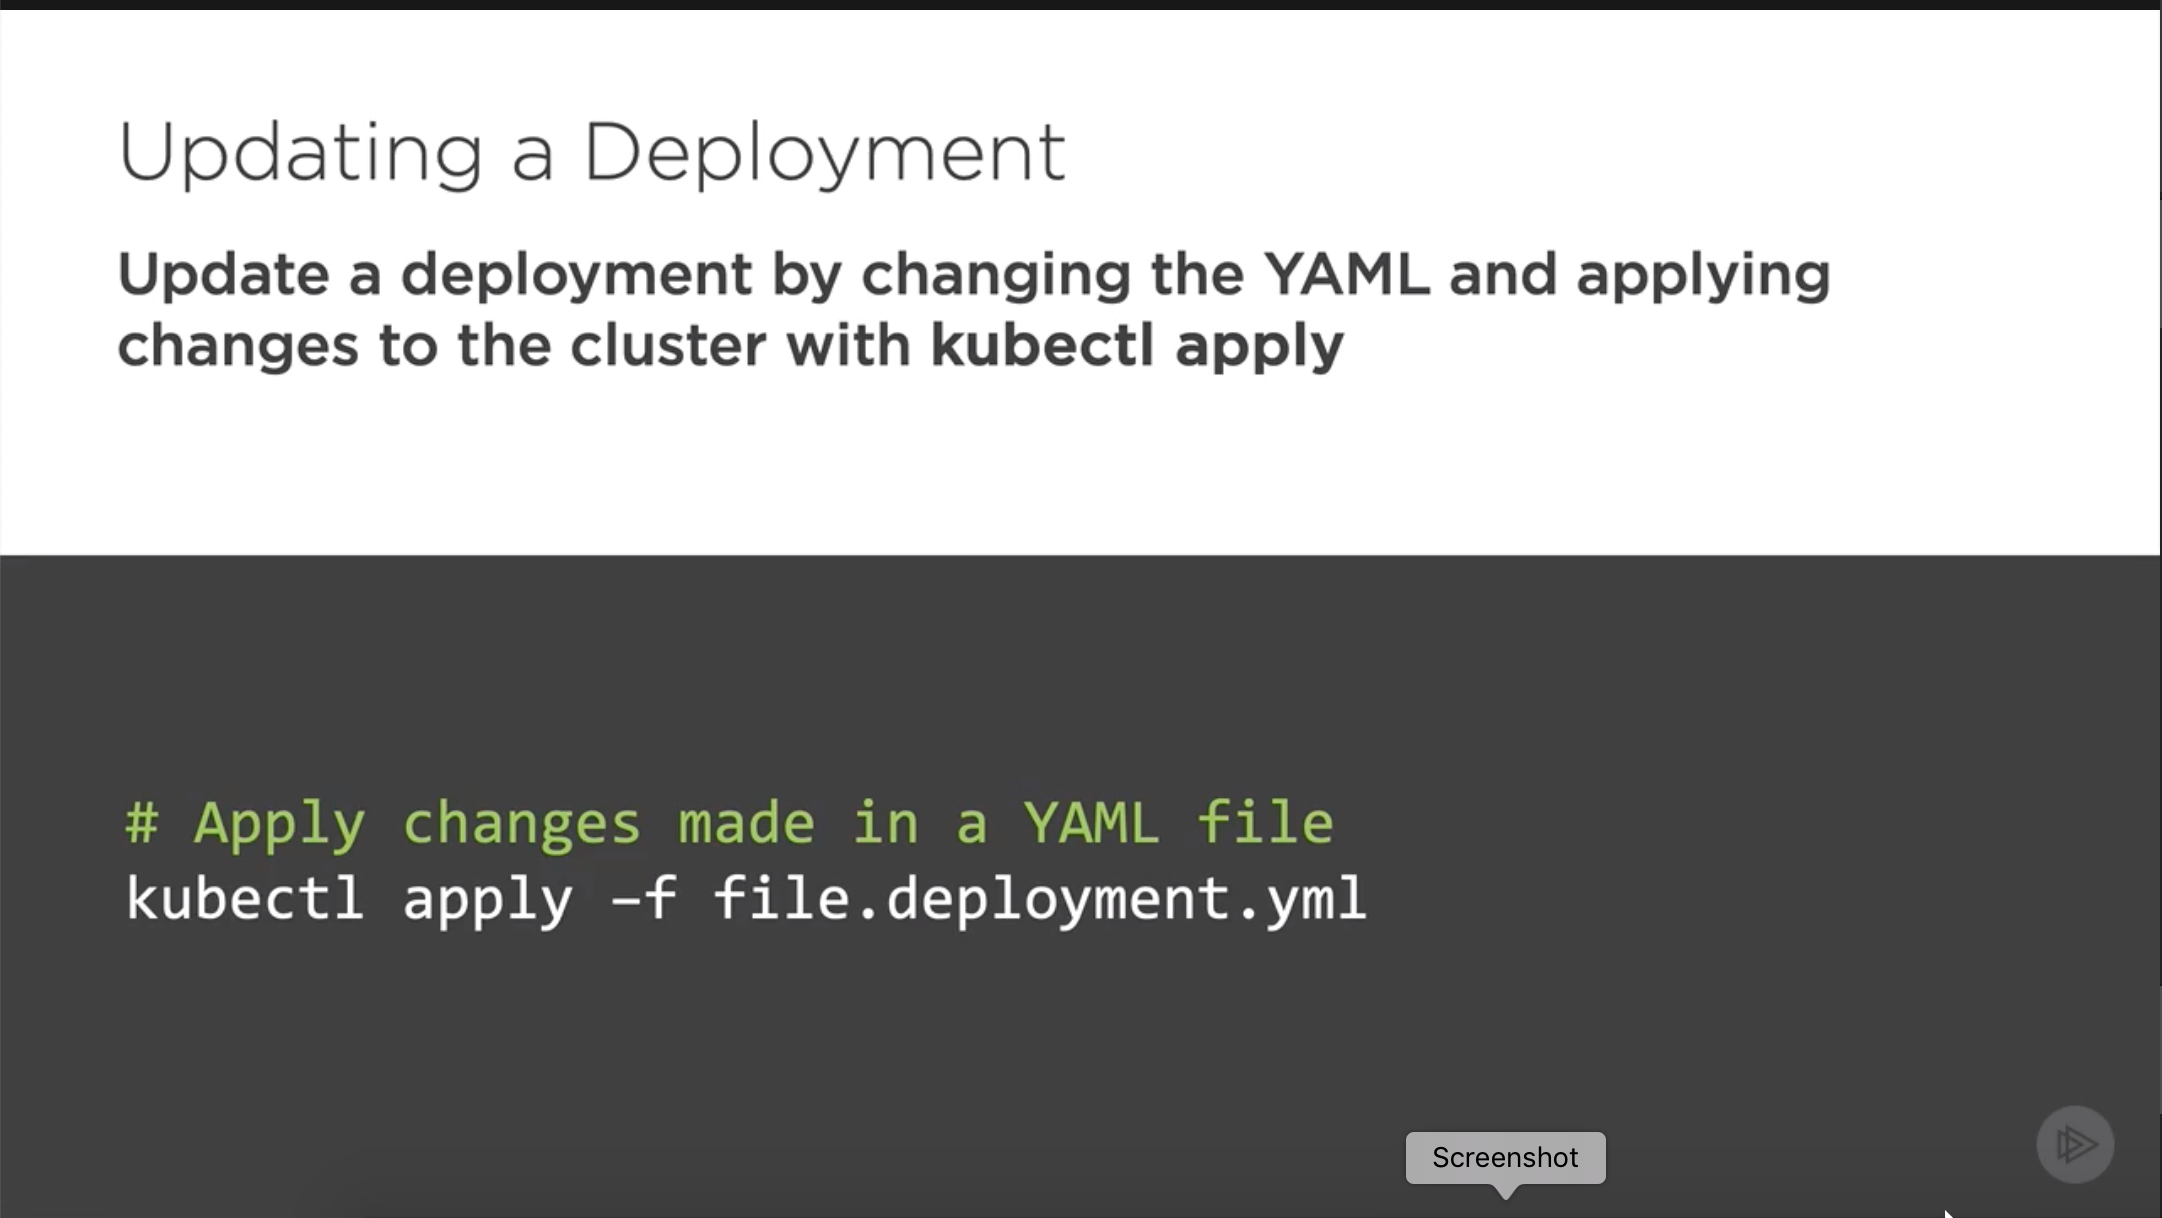 Updating a Deployment
Update a deployment by changing the YAML and applying
changes to the cluster with kubectl apply
# Apply changes made in a YAML file
kubectl apply –f file.deployment.yml
Screenshot